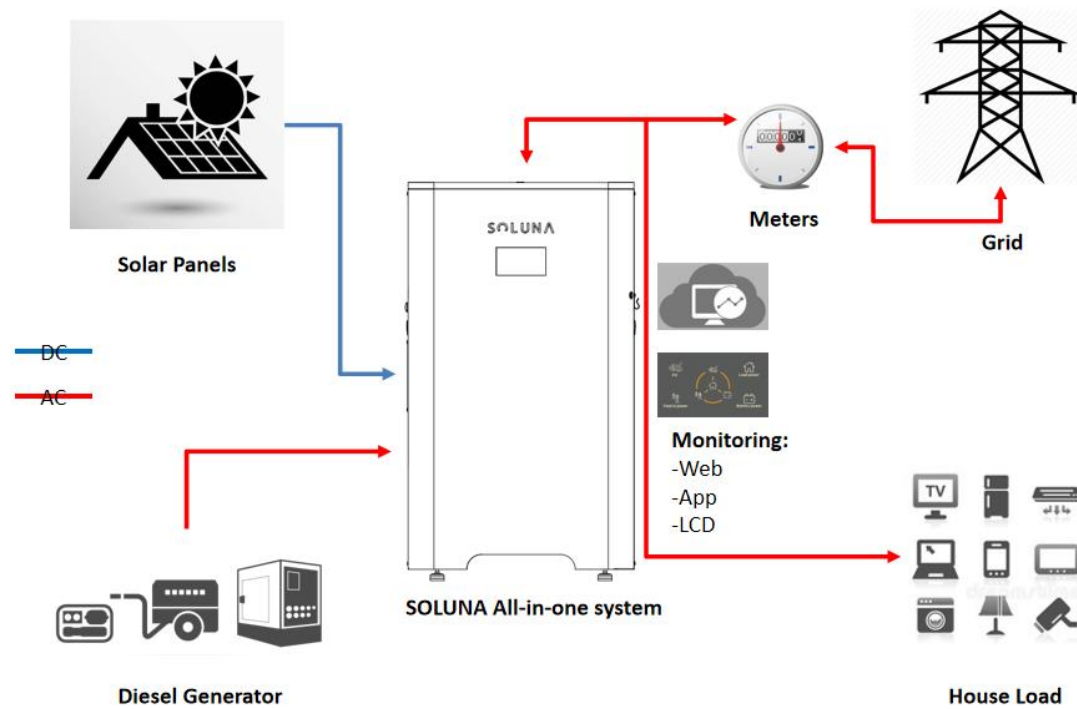 Solar Panels
DC
AC
Diesel Generator
SOLUNA
SOLUNA All-in-one system
Meters
Grid
Monitoring:
-Web
-App
-LCD
TV
House Load